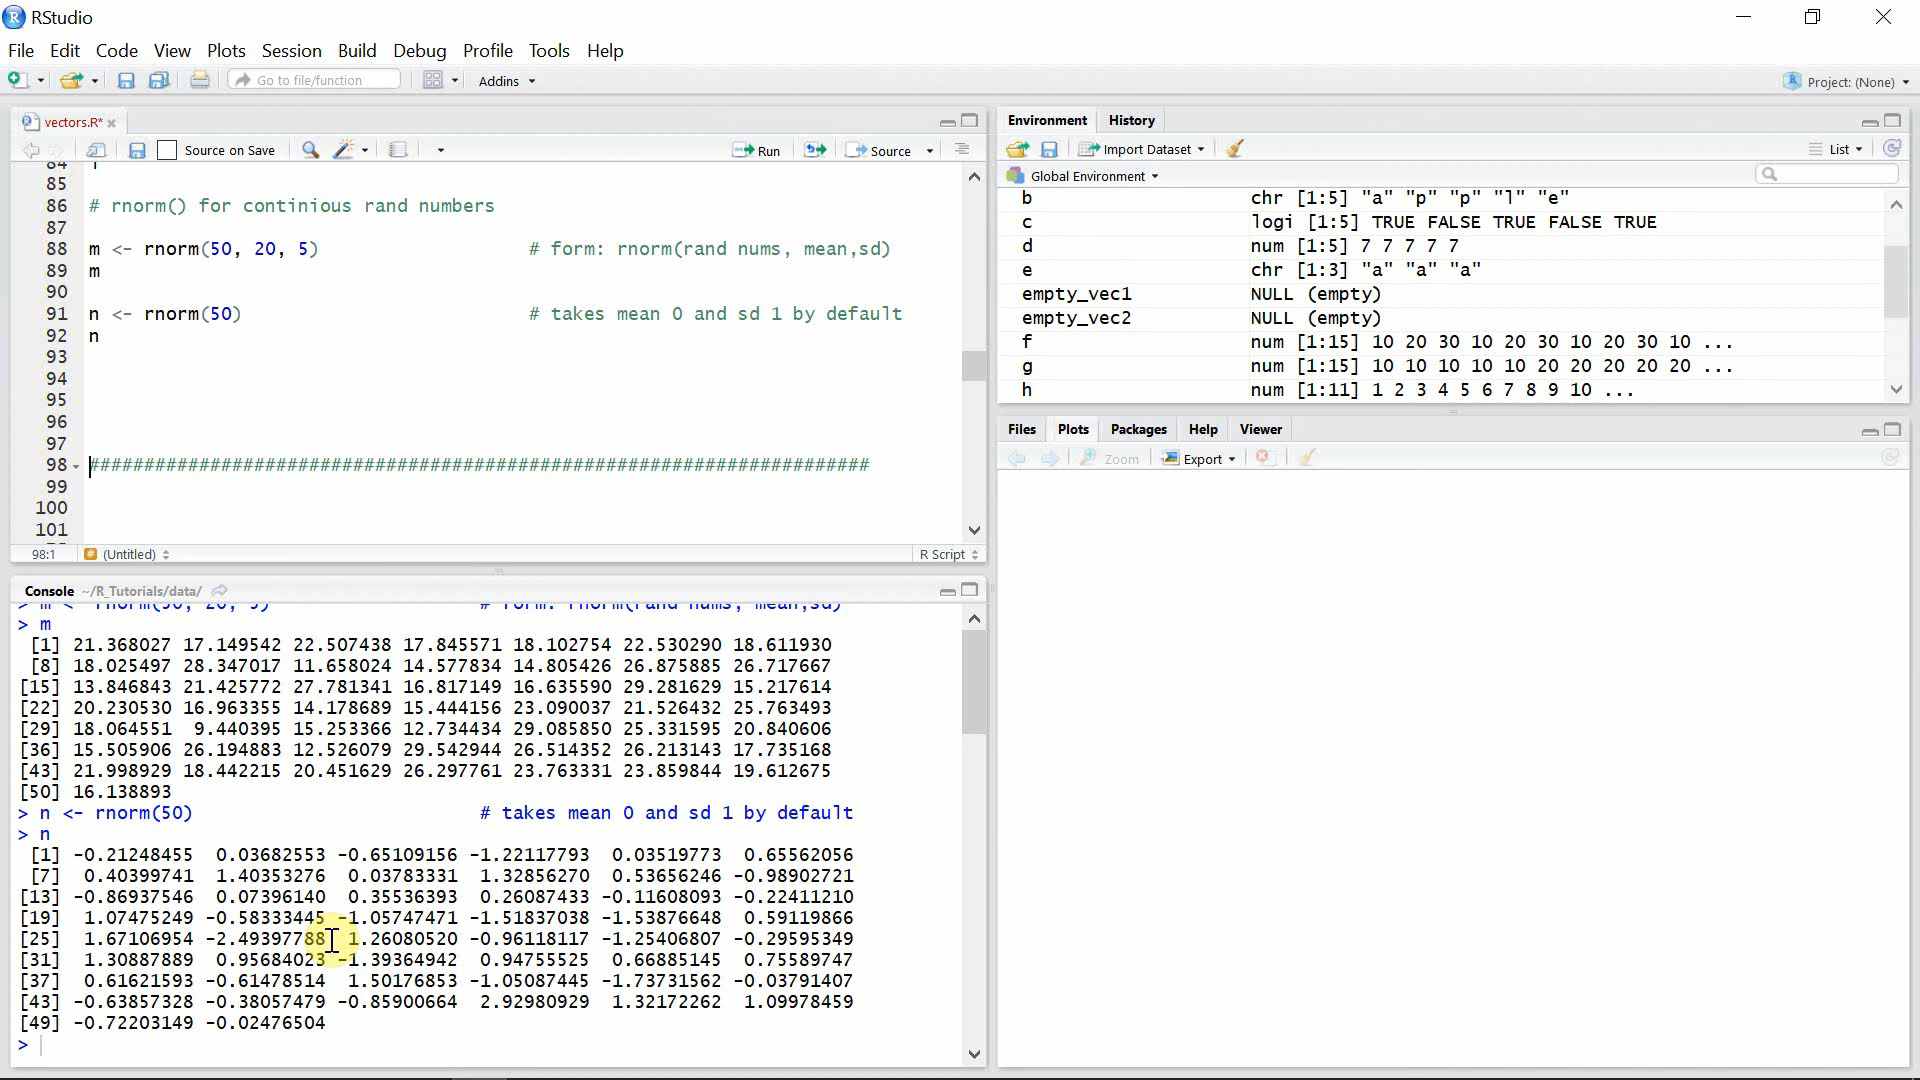 RStudio
File Edit Code View Plots Session Build Debug Profile Tools Help
Go to file/function Addins Project: (None)
vectors.R*
Source on Save Run Source
84
85
86 # rnorm() for continious rand numbers
87
88 m <- rnorm(50, 20, 5) # form: rnorm(rand nums, mean,sd)
89 m
90
91 n <- rnorm(50) # takes mean 0 and sd 1 by default
92 n
93
94
95
96
97
98 #######################################################################
99
100
101
98:1 (Untitled) R Script
Console ~/R_Tutorials/data/
> m <- rnorm(50, 20, 5) # form: rnorm(rand nums, mean,sd)
> m
[1] 21.368027 17.149542 22.507438 17.845571 18.102754 22.530290 18.611930
[8] 18.025497 28.347017 11.658024 14.577834 14.805426 26.875885 26.717667
[15] 13.846843 21.425772 27.781341 16.817149 16.635590 29.281629 15.217614
[22] 20.230530 16.963355 14.178689 15.444156 23.090037 21.526432 25.763493
[29] 18.064551 9.440395 15.253366 12.734434 29.085850 25.331595 20.840606
[36] 15.505906 26.194883 12.526079 29.542944 26.514352 26.213143 17.735168
[43] 21.998929 18.442215 20.451629 26.297761 23.763331 23.859844 19.612675
[50] 16.138893
> n <- rnorm(50) # takes mean 0 and sd 1 by default
> n
[1] -0.21248455 0.03682553 -0.65109156 -1.22117793 0.03519773 0.65562056
[7] 0.40399741 1.40353276 0.03783331 1.32856270 0.53656246 -0.98902721
[13] -0.86937546 0.07396140 0.35536393 0.26087433 -0.11608093 -0.22411210
[19] 1.07475249 -0.58333445 -1.05747471 -1.51837038 -1.53876648 0.59119866
[25] 1.67106954 -2.49397788 1.26080520 -0.96118117 -1.25406807 -0.29595349
[31] 1.30887889 0.95684023 -1.39364942 0.94755525 0.66885145 0.75589747
[37] 0.61621593 -0.61478514 1.50176853 -1.05087445 -1.73731562 -0.03791407
[43] -0.63857328 -0.38057479 -0.85900664 2.92980929 1.32172262 1.09978459
[49] -0.72203149 -0.02476504
>
Environment History
Import Dataset List
Global Environment
b chr [1:5] "a" "p" "p" "l" "e"
c logi [1:5] TRUE FALSE TRUE FALSE TRUE
d num [1:5] 7 7 7 7 7
e chr [1:3] "a" "a" "a"
empty_vec1 NULL (empty)
empty_vec2 NULL (empty)
f num [1:15] 10 20 30 10 20 30 10 20 30 10 ...
g num [1:15] 10 10 10 10 10 20 20 20 20 20 ...
h num [1:11] 1 2 3 4 5 6 7 8 9 10 ...
Files Plots Packages Help Viewer
Zoom Export